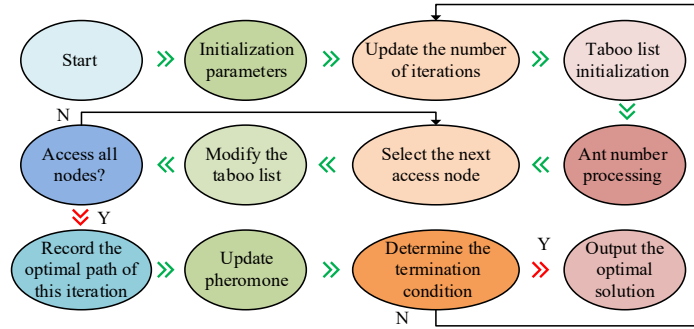 Start
Initialization
parameters
Update the number
of iterations
Taboo list
initialization
N
Access all
nodes?
Modify the
taboo list
Select the next
access node
Ant number
processing
Y
Record the
optimal path of
this iteration
Update
pheromone
Determine the
termination
condition
Y
Output the
optimal
solution
N